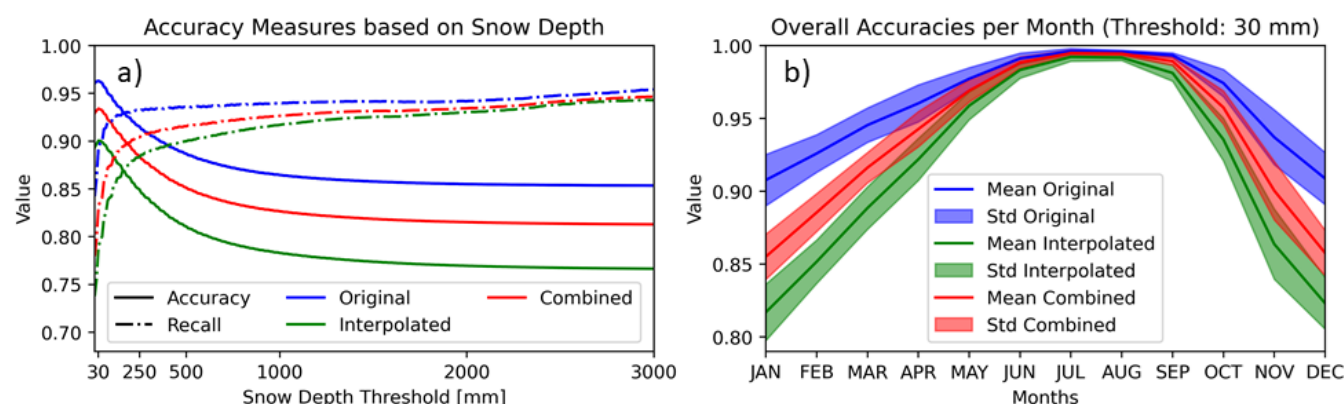 Accuracy Measures based on Snow Depth
a)
1.00
0.95
0.90
0.85
0.80
0.75
0.70
Value
Accuracy
Recall
Original
Interpolated
Combined
30
250
500
1000
2000
3000
Snow Depth Threshold [mm]
Overall Accuracies per Month (Threshold: 30 mm)
b)
1.00
0.95
0.90
0.85
0.80
Value
Mean Original
Std Original
Mean Interpolated
Std Interpolated
Mean Combined
Std Combined
JAN
FEB
MAR
APR
MAY
JUN
JUL
AUG
SEP
OCT
NOV
DEC
Months